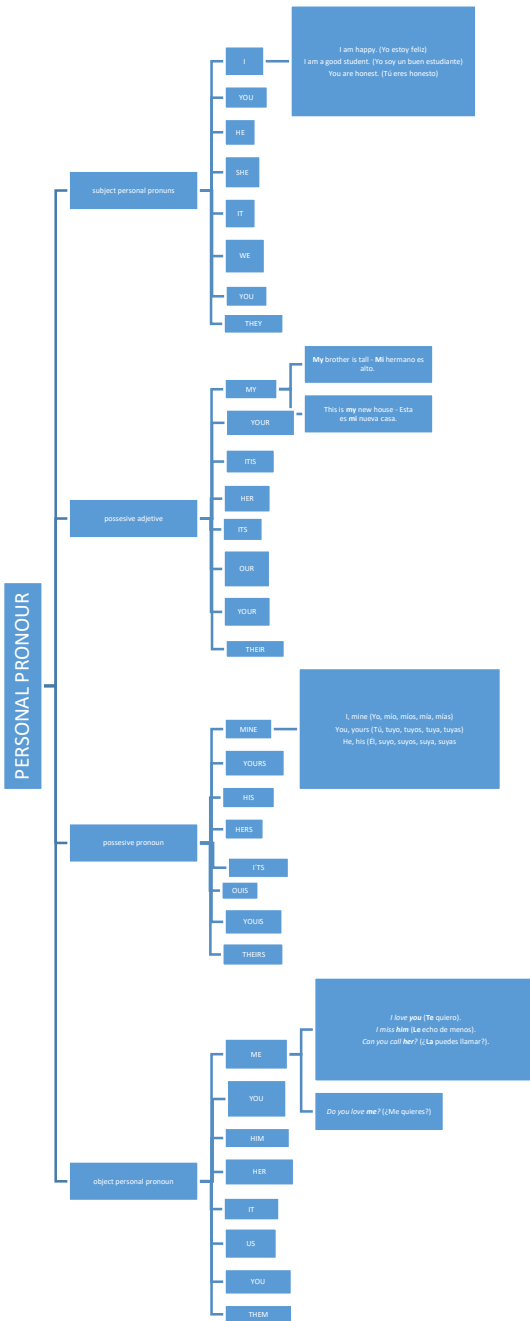 PERSONAL PRONOUR
subject personal pronuns
I
I am happy. (Yo estoy feliz)
I am a good student. (Yo soy un buen estudiante)
You are honest. (Tú eres honesto)
YOU
HE
SHE
IT
WE
YOU
THEY
possesive adjetive
MY
My brother is tall - Mi hermano es
alto.
This is my new house - Esta
es mi nueva casa.
YOUR
ITIS
HER
ITS
OUR
YOUR
THEIR
possesive pronoun
MINE
I, mine (Yo, mío, míos, mía, mías)
You, yours (Tú, tuyo, tuyos, tuya, tuyas)
He, his (Él, suyo, suyos, suya, suyas
YOURS
HIS
HERS
I´TS
OUIS
YOUIS
THEIRS
object personal pronoun
ME
I love you (Te quiero).
I miss him (Le echo de menos).
Can you call her? (¿La puedes llamar?).
Do you love me? (¿Me quieres?)
YOU
HIM
HER
IT
US
YOU
THEM